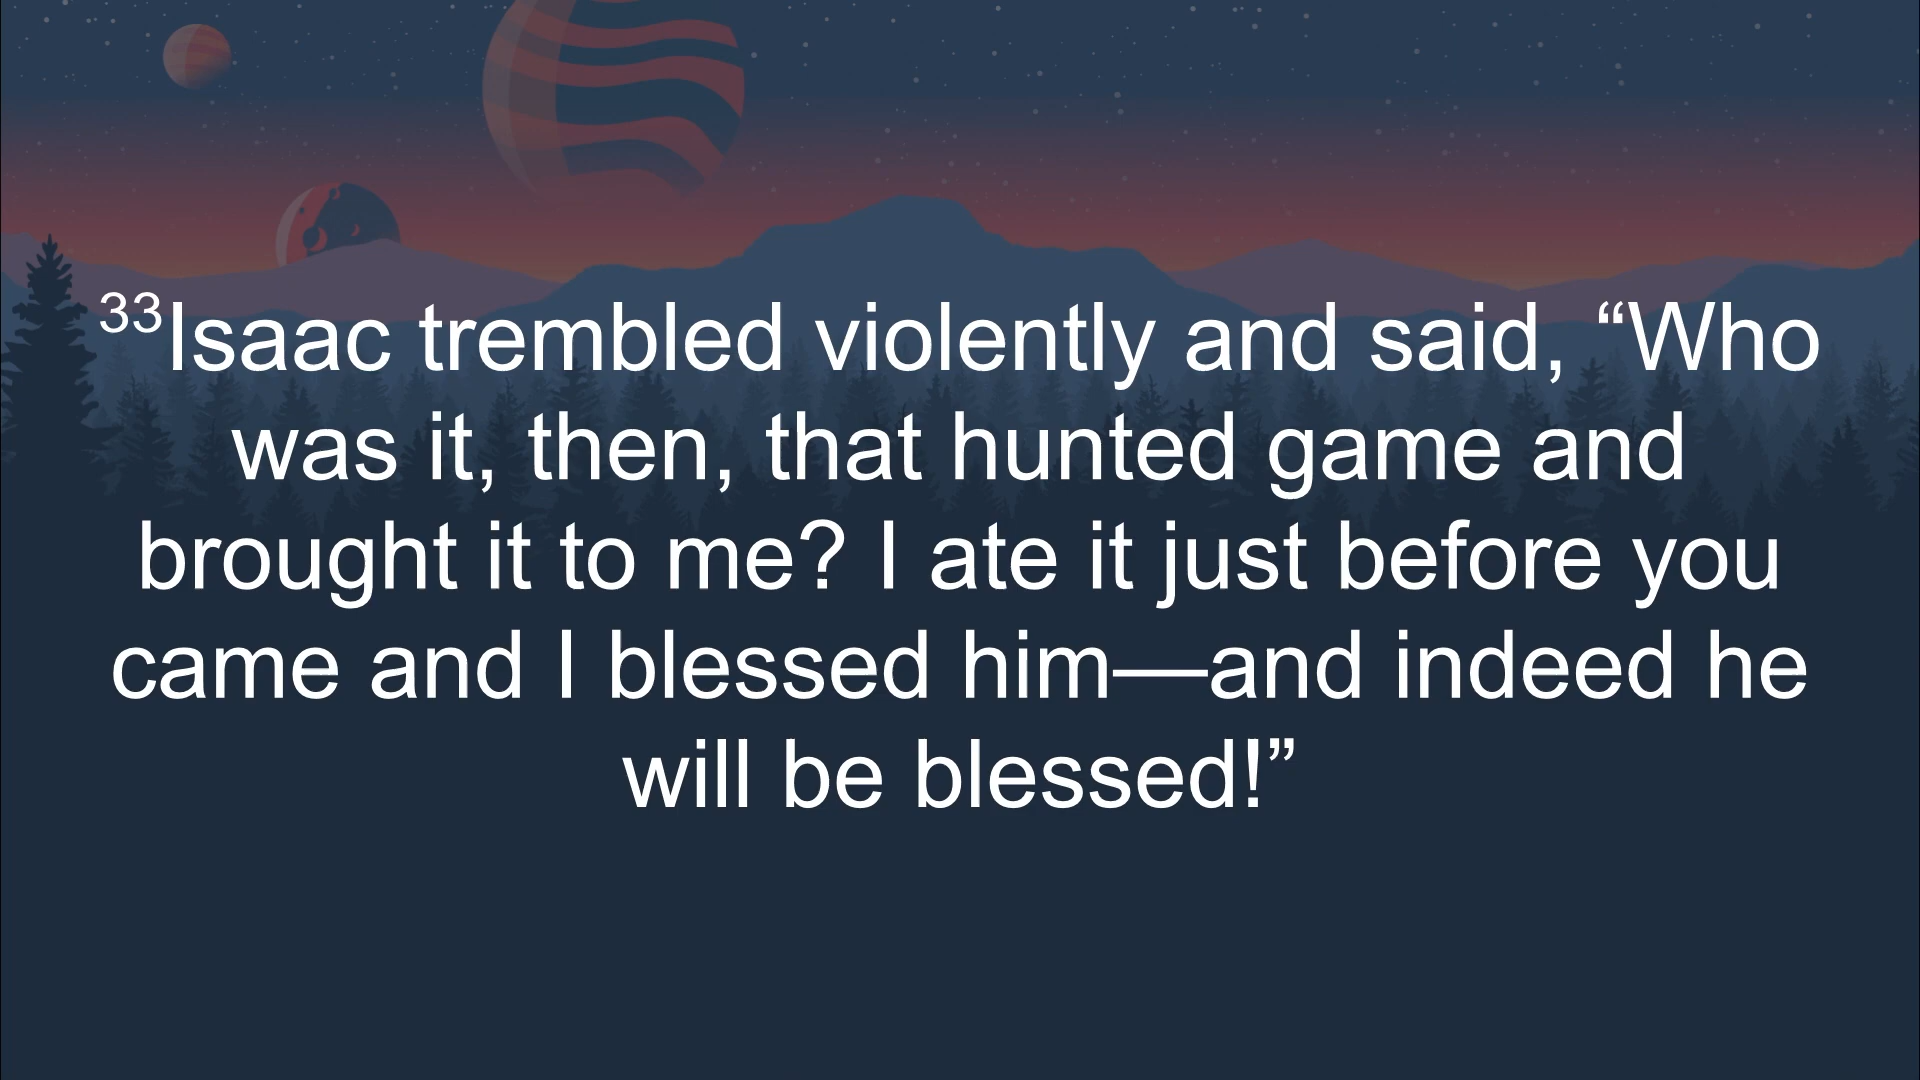 ³³Isaac trembled violently and said, “Who
was it, then, that hunted game and
brought it to me? I ate it just before you
came and I blessed him—and indeed he
will be blessed!”